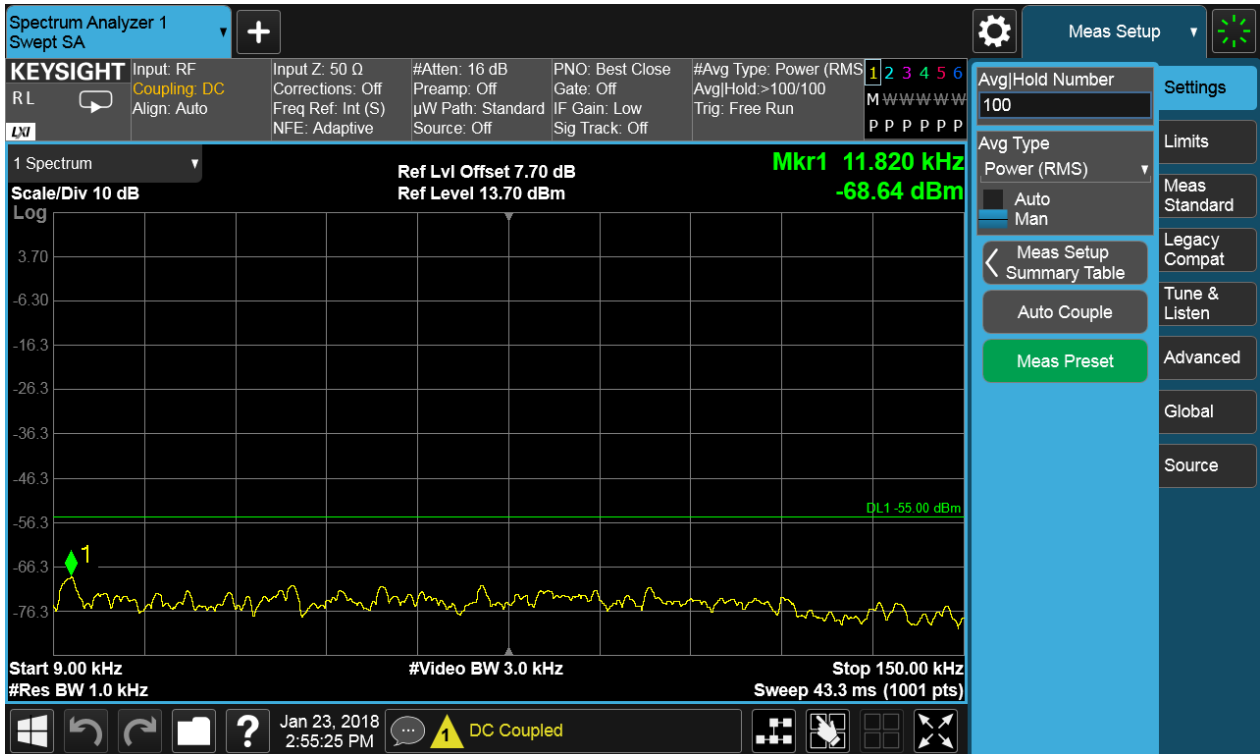 Spectrum Analyzer 1
Swept SA
+
Meas Setup
KEYSIGHT
R L
LXI
Input: RF
Coupling: DC
Align: Auto
Input Z: 50 Ω
Corrections: Off
Freq Ref: Int (S)
NFE: Adaptive
#Atten: 16 dB
Preamp: Off
µW Path: Standard
Source: Off
PNO: Best Close
Gate: Off
IF Gain: Low
Sig Track: Off
#Avg Type: Power (RMS
Avg|Hold:>100/100
Trig: Free Run
1 2 3 4 5 6
M W W W W W
P P P P P P
1 Spectrum
Scale/Div 10 dB
Ref Lvl Offset 7.70 dB
Ref Level 13.70 dBm
Mkr1 11.820 kHz
-68.64 dBm
Log
3.70
-6.30
-16.3
-26.3
-36.3
-46.3
DL1 -55.00 dBm
-56.3
1
-66.3
-76.3
Start 9.00 kHz
#Video BW 3.0 kHz
Stop 150.00 kHz
#Res BW 1.0 kHz
Sweep 43.3 ms (1001 pts)
Avg|Hold Number
100
Avg Type
Power (RMS)
Auto
Man
Meas Setup
Summary Table
Auto Couple
Meas Preset
Settings
Limits
Meas
Standard
Legacy
Compat
Tune &
Listen
Advanced
Global
Source
?
Jan 23, 2018
2:55:25 PM
1
DC Coupled